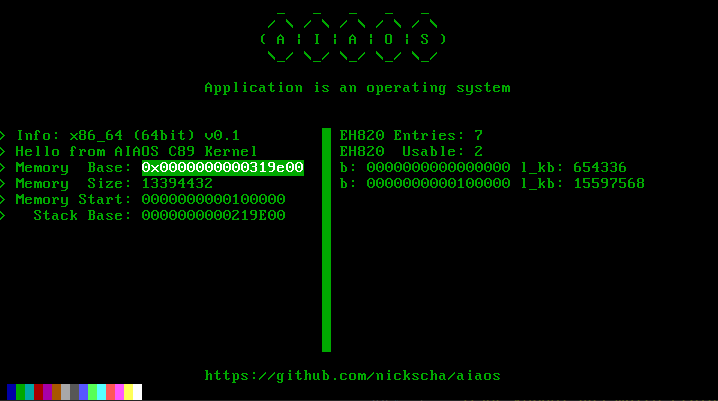 ( A | I | A | O | S )
Application is an operating system
> Info: x86_64 (64bit) v0.1
> Hello from AIAOS C89 Kernel
> Memory  Base: 0x0000000000319e00
> Memory  Size: 13394432
> Memory Start: 0000000000100000
>   Stack Base: 0000000000219E00
EH820 Entries: 7
EH820  Usable: 2
b: 0000000000000000 l_kb: 654336
b: 0000000000100000 l_kb: 15597568
https://github.com/nickscha/aiaos